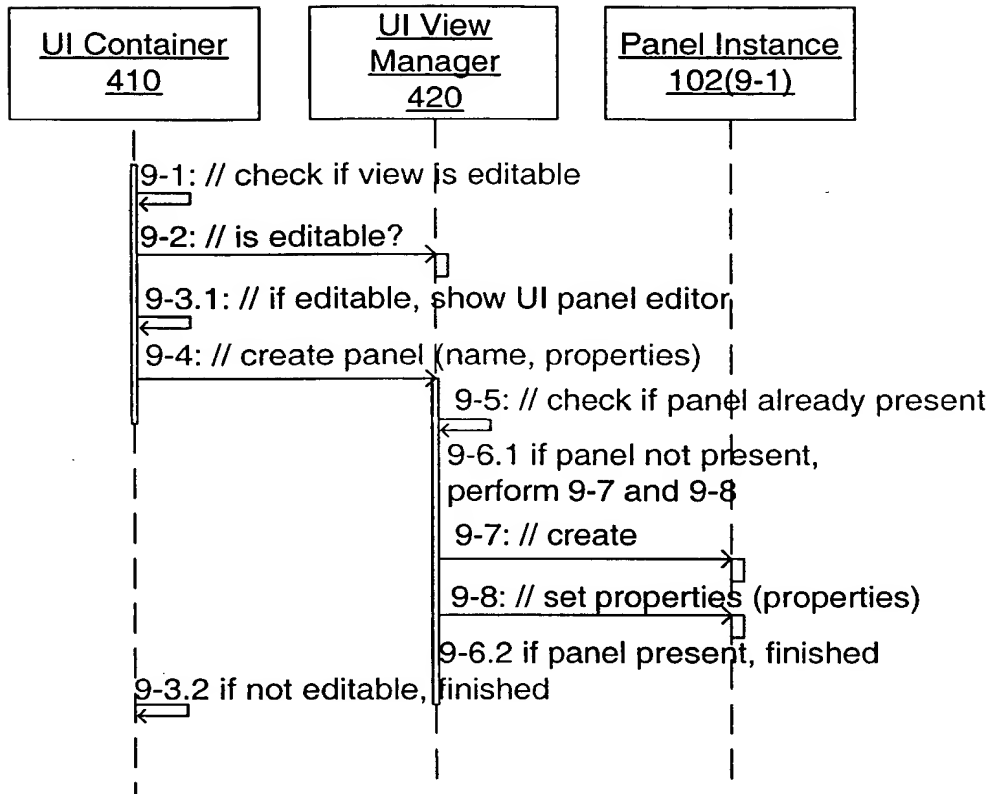 UI Container
410
UI View
Manager
420
Panel Instance
102(9-1)
9-1: // check if view is editable
9-2: // is editable?
9-3.1: // if editable, show UI panel editor
9-4: // create panel (name, properties)
9-5: // check if panel already present
9-6.1 if panel not present,
perform 9-7 and 9-8
9-7: // create
9-8: // set properties (properties)
9-6.2 if panel present, finished
9-3.2 if not editable, finished